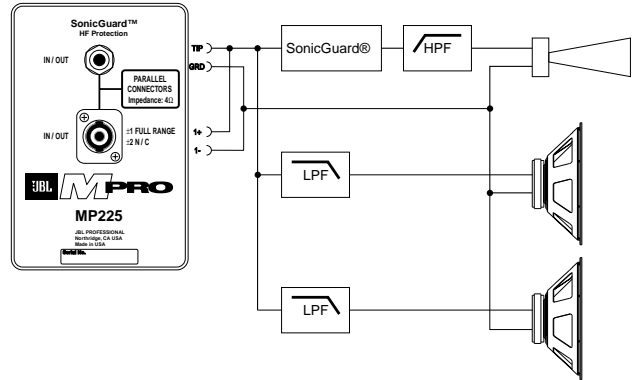 SonicGuard™
HF Protection
IN / OUT
PARALLEL
CONNECTORS
Impedance: 4Ω
IN / OUT
±1 FULL RANGE
±2 N / C
JBL MPRO
MP225
JBL PROFESSIONAL
Northridge, CA USA
Made in USA
Serial No.
TIP
GRD
1+
1-
SonicGuard®
HPF
LPF
LPF